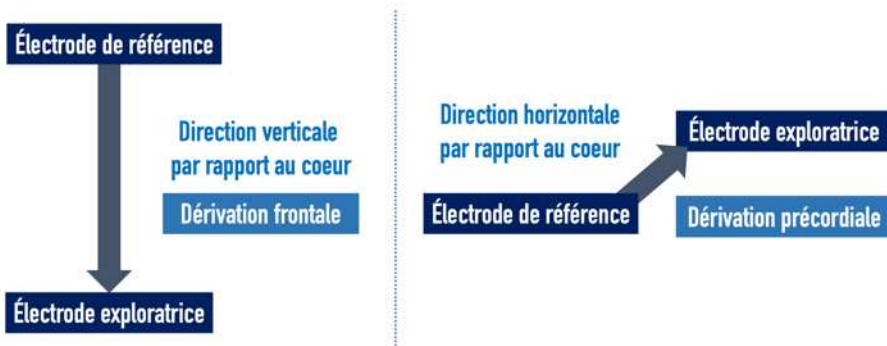 Électrode de référence
Direction verticale
par rapport au coeur
Dérivation frontale
Électrode exploratrice
Direction horizontale
par rapport au coeur
Électrode exploratrice
Électrode de référence
Dérivation précordiale